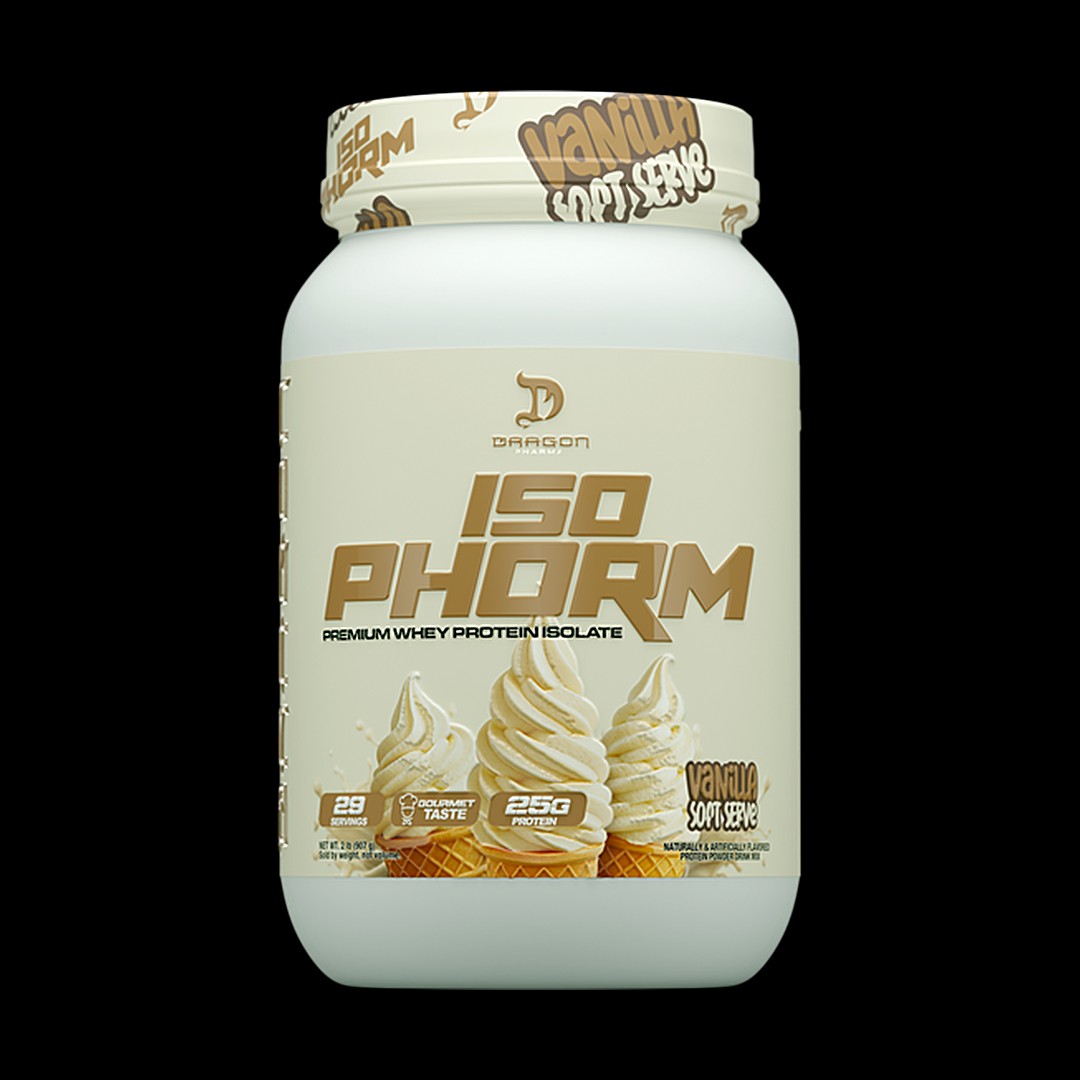 ISO
PHORM
VANILLA
SOFT SERVE
DRAGON
PHARMA
ISO
PHORM
PREMIUM WHEY PROTEIN ISOLATE
29
SERVINGS
GOURMET
TASTE
25G
PROTEIN
VANILLA
SOFT SERVE
NET WT. 2 lb (907 g)
Sold by weight, not volume.
NATURALLY & ARTIFICIALLY FLAVORED
PROTEIN POWDER DRINK MIX